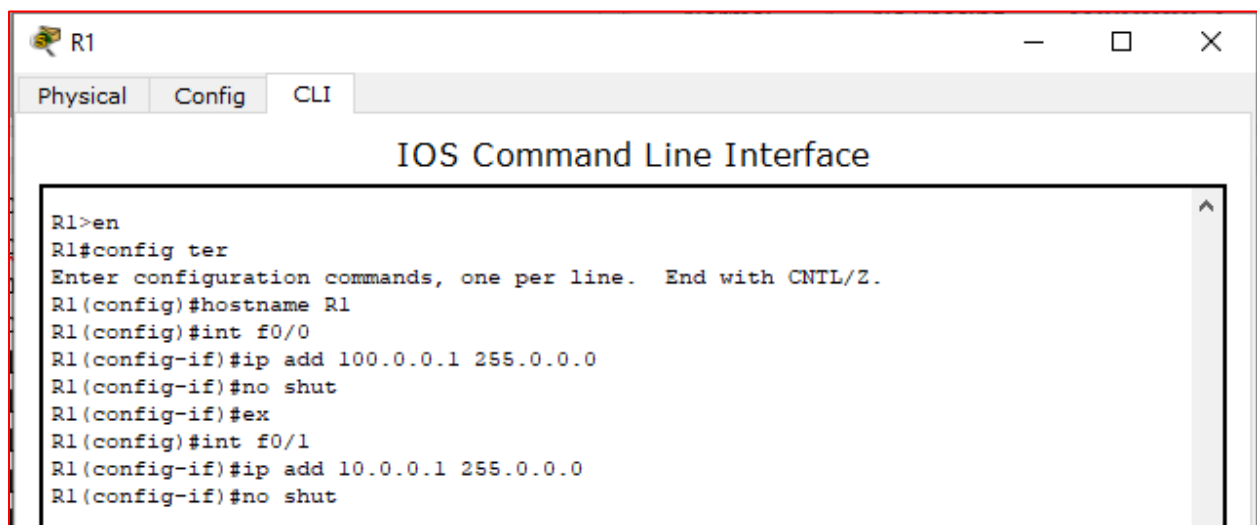 R1
Physical Config CLI
IOS Command Line Interface
R1>en
R1#config ter
Enter configuration commands, one per line.  End with CNTL/Z.
R1(config)#hostname R1
R1(config)#int f0/0
R1(config-if)#ip add 100.0.0.1 255.0.0.0
R1(config-if)#no shut
R1(config-if)#ex
R1(config)#int f0/1
R1(config-if)#ip add 10.0.0.1 255.0.0.0
R1(config-if)#no shut